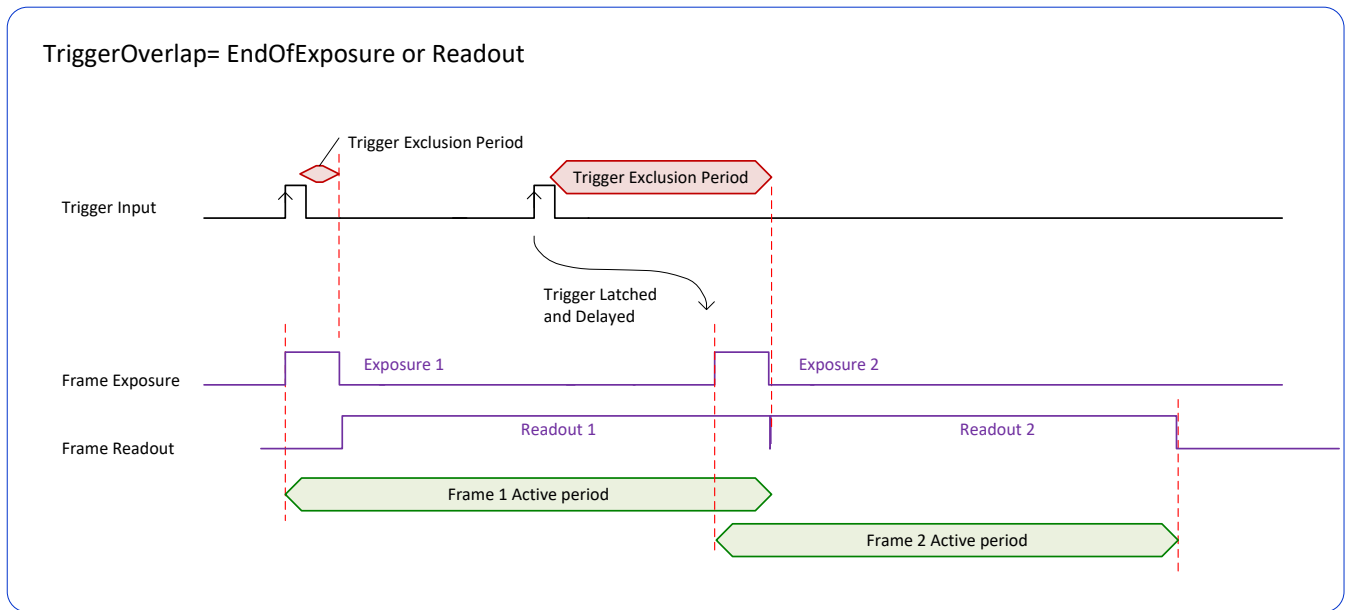 TriggerOverlap= EndOfExposure or Readout
Trigger Exclusion Period
Trigger Exclusion Period
Trigger Input
Trigger Latched
and Delayed
Exposure 1
Exposure 2
Frame Exposure
Readout 1
Readout 2
Frame Readout
Frame 1 Active period
Frame 2 Active period